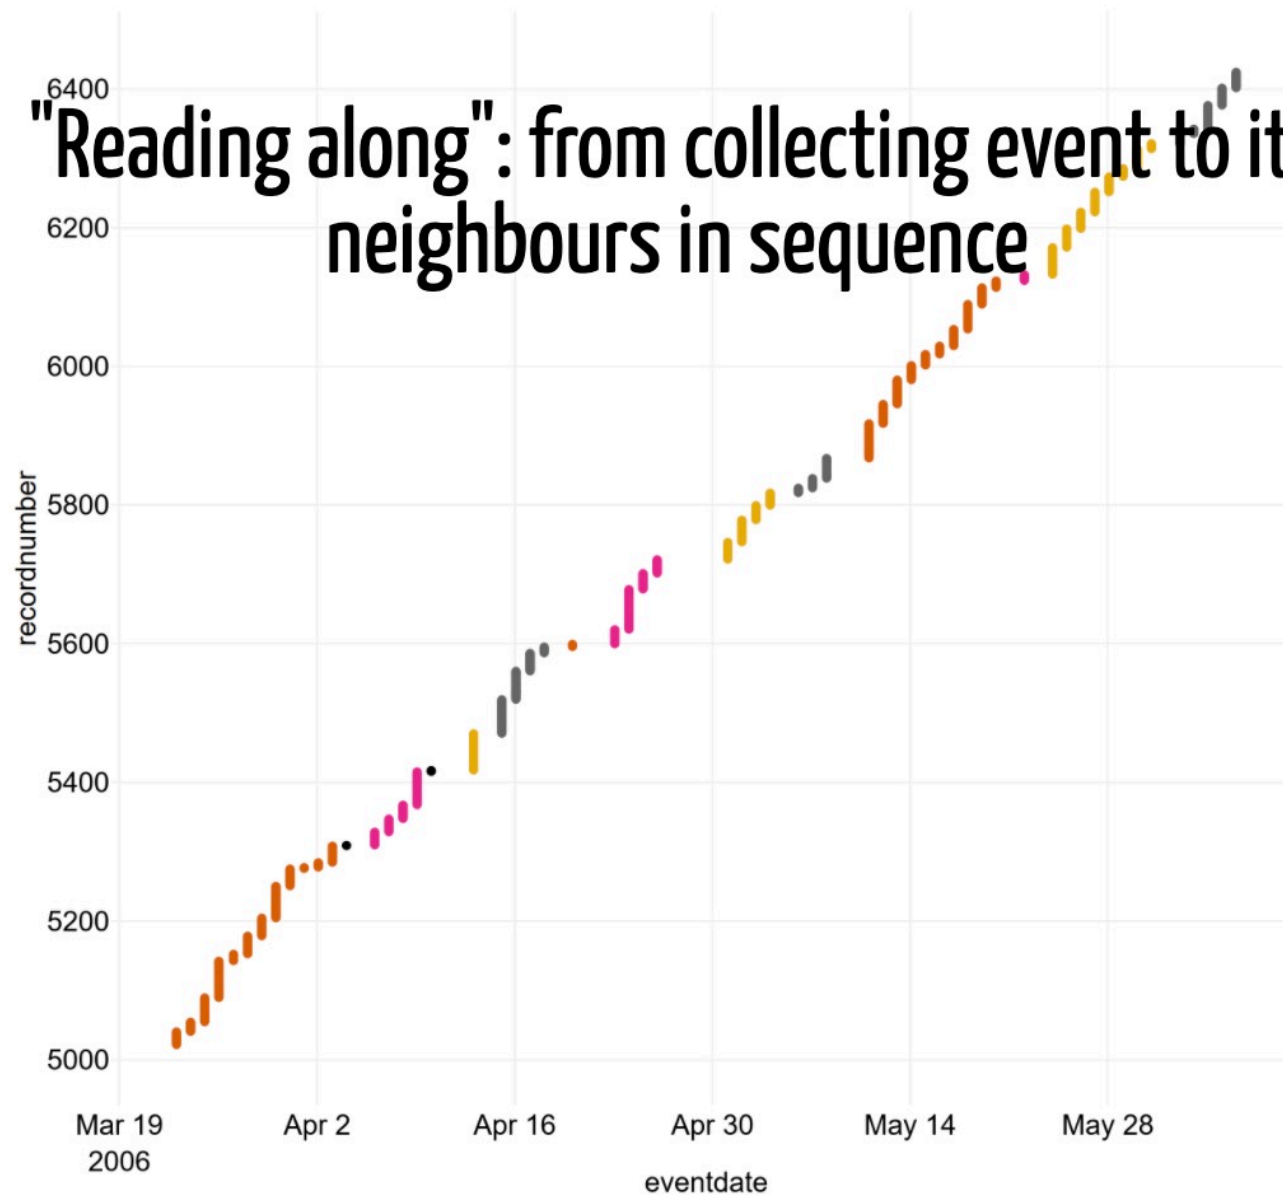 "Reading along": from collecting event to it
neighbours in sequence
6400
6200
6000
5800
5600
5400
5200
5000
recordnumber
Mar 19 Apr 2 Apr 16 Apr 30 May 14 May 28
2006
eventdate